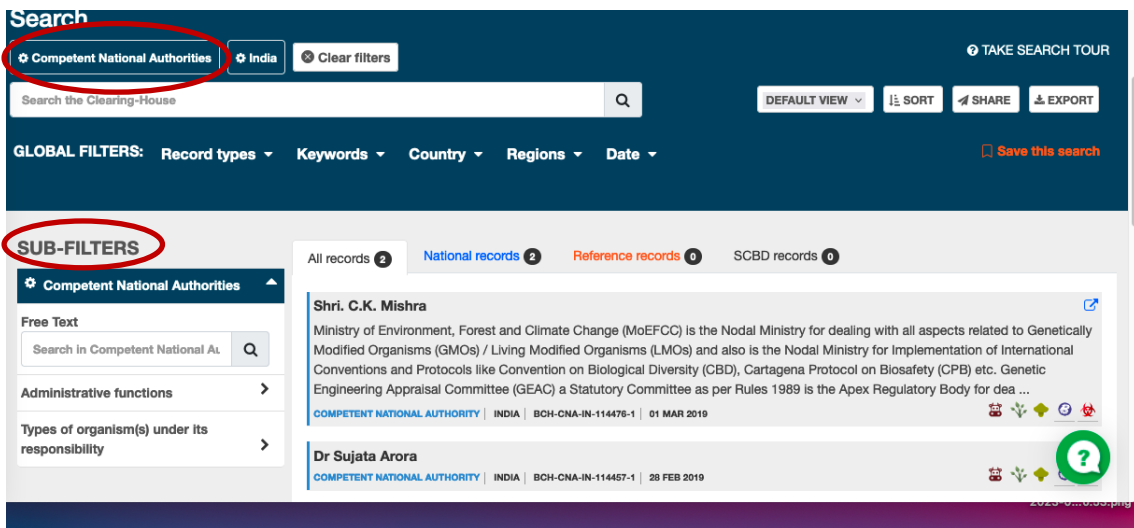 Search
Competent National Authorities India Clear filters
TAKE SEARCH TOUR
Search the Clearing-House
DEFAULT VIEW SORT SHARE EXPORT
GLOBAL FILTERS: Record types Keywords Country Regions Date
Save this search
SUB-FILTERS
Competent National Authorities
Free Text
Search in Competent National Au
Administrative functions
Types of organism(s) under its
responsibility
All records 2 National records 2 Reference records 0 SCBD records 0
Shri. C.K. Mishra
Ministry of Environment, Forest and Climate Change (MoEFCC) is the Nodal Ministry for dealing with all aspects related to Genetically
Modified Organisms (GMOs) / Living Modified Organisms (LMOs) and also is the Nodal Ministry for Implementation of International
Conventions and Protocols like Convention on Biological Diversity (CBD), Cartagena Protocol on Biosafety (CPB) etc. Genetic
Engineering Appraisal Committee (GEAC) a Statutory Committee as per Rules 1989 is the Apex Regulatory Body for dea ...
COMPETENT NATIONAL AUTHORITY | INDIA | BCH-CNA-IN-114476-1 | 01 MAR 2019
Dr Sujata Arora
COMPETENT NATIONAL AUTHORITY | INDIA | BCH-CNA-IN-114457-1 | 28 FEB 2019
?